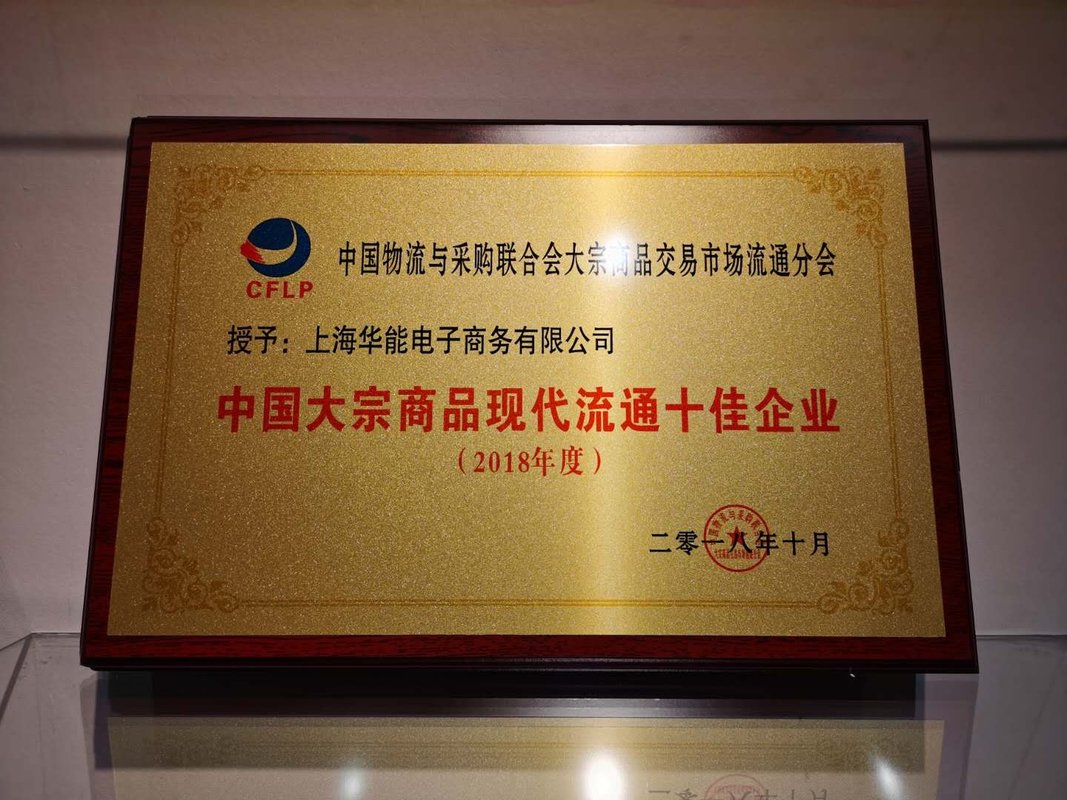 中国物流与采购联合会大宗商品交易市场流通分会
CFLP
授予：上海华能电子商务有限公司
中国大宗商品现代流通十佳企业
（2018年度）
二零一八年十月